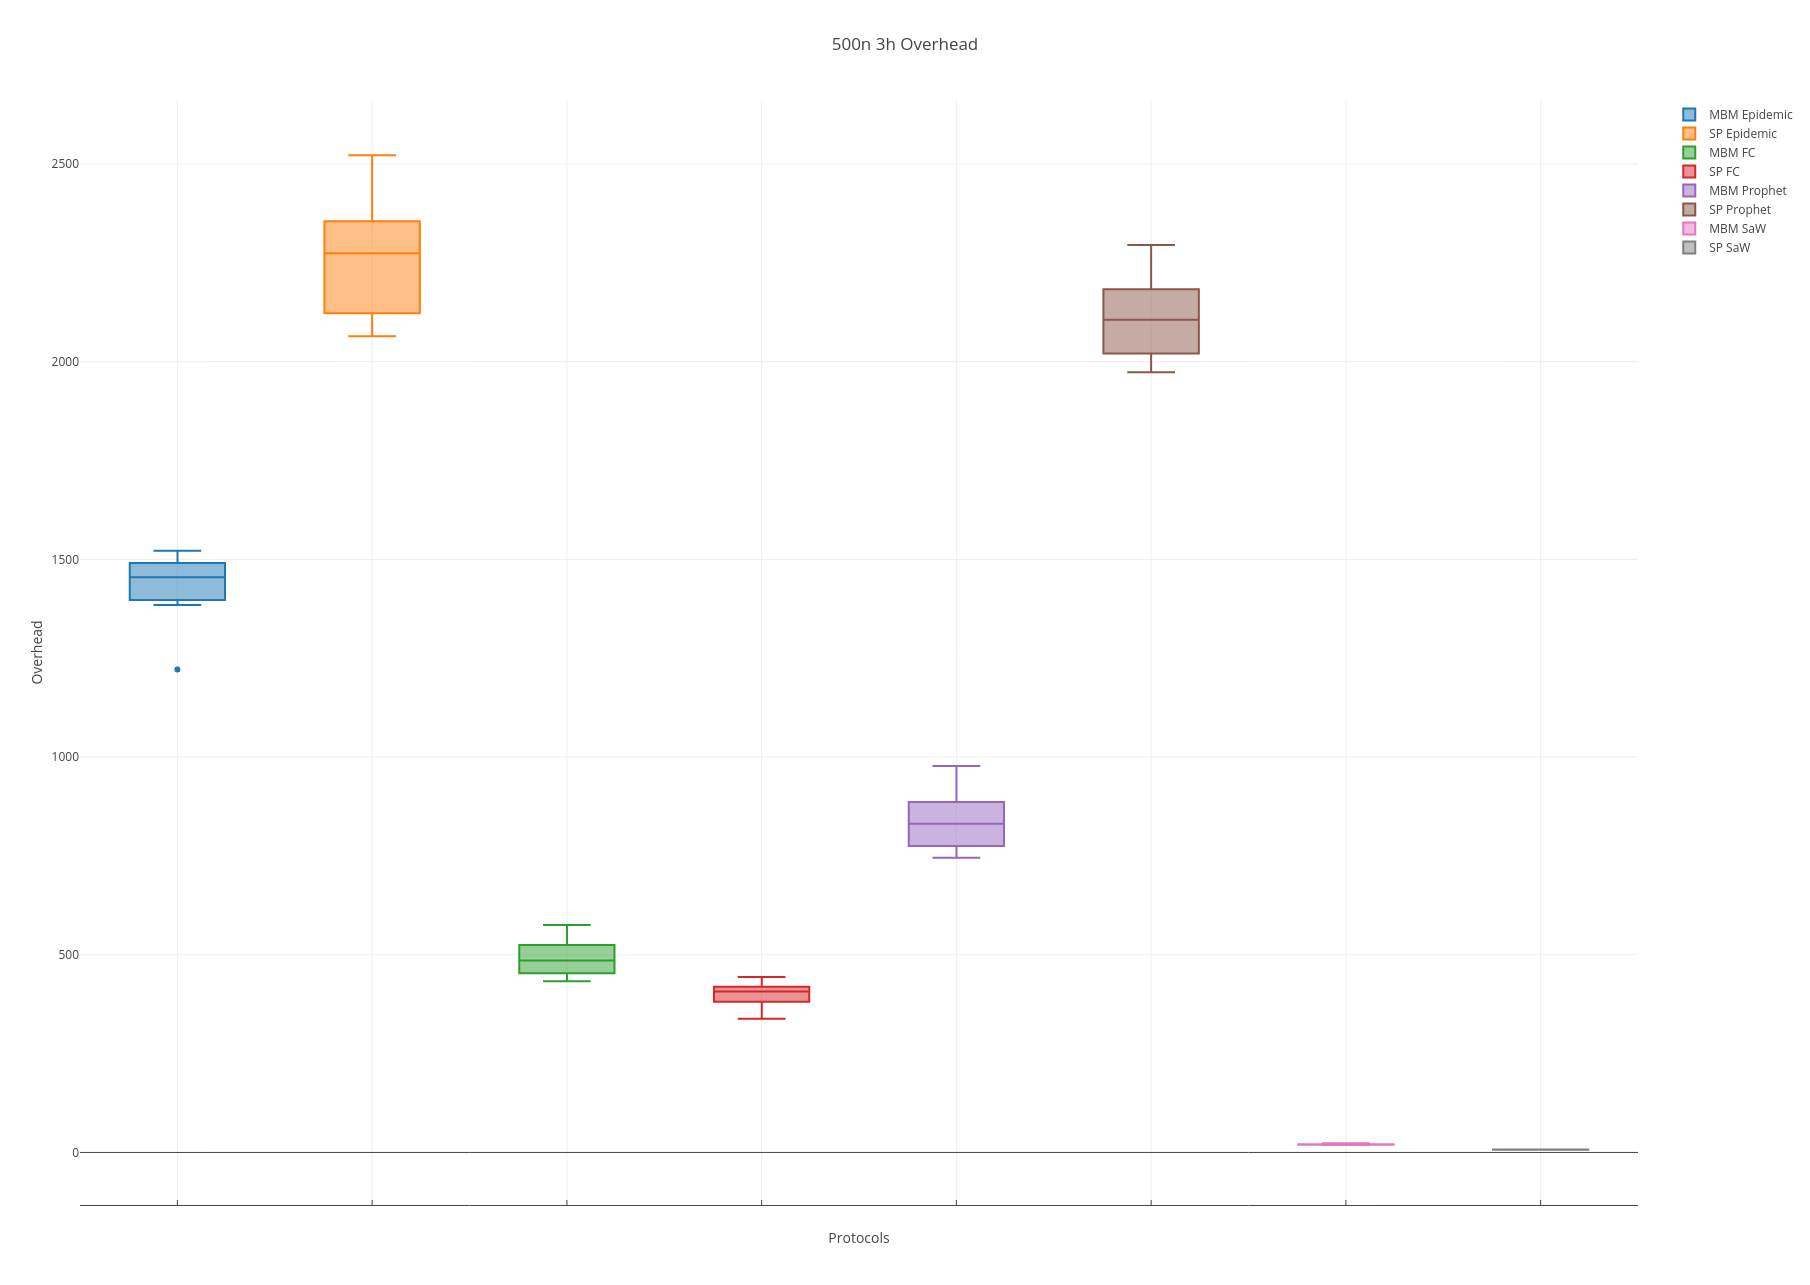 500n 3h Overhead
MBM Epidemic
SP Epidemic
MBM FC
SP FC
MBM Prophet
SP Prophet
MBM SaW
SP SaW
2500
2000
1500
1000
500
0
Overhead
Protocols